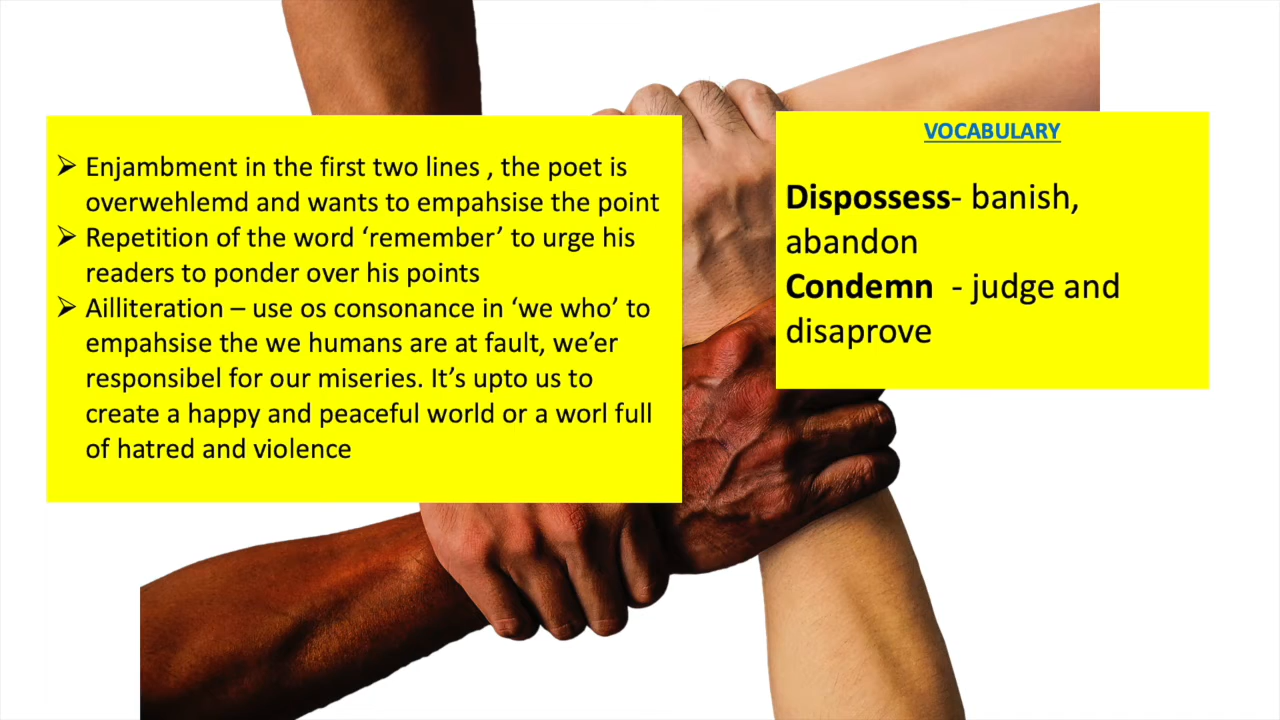 ➢ Enjambment in the first two lines , the poet is
overwehlemd and wants to empahsise the point
➢ Repetition of the word ‘remember’ to urge his
readers to ponder over his points
➢ Ailliteration – use os consonance in ‘we who’ to
empahsise the we humans are at fault, we’er
responsibel for our miseries. It’s upto us to
create a happy and peaceful world or a worl full
of hatred and violence
VOCABULARY
Dispossess- banish,
abandon
Condemn - judge and
disaprove